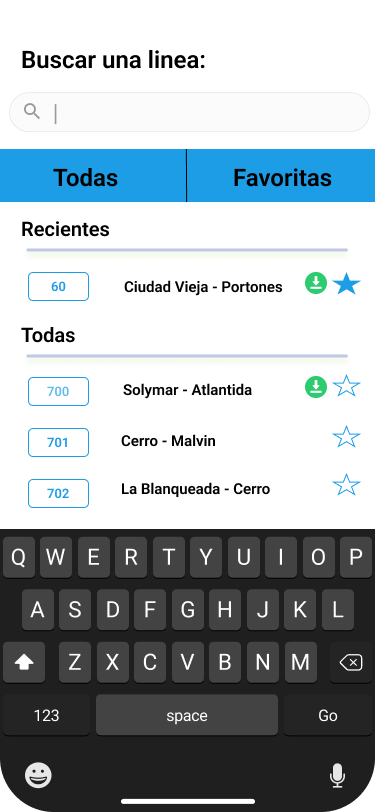 Buscar una linea:
Todas Favoritas
Recientes
60 Ciudad Vieja - Portones
Todas
700 Solymar - Atlantida
701 Cerro - Malvin
702 La Blanqueada - Cerro
Q W E R T Y U I O P
A S D F G H J K L
Z X C V B N M
123 space Go